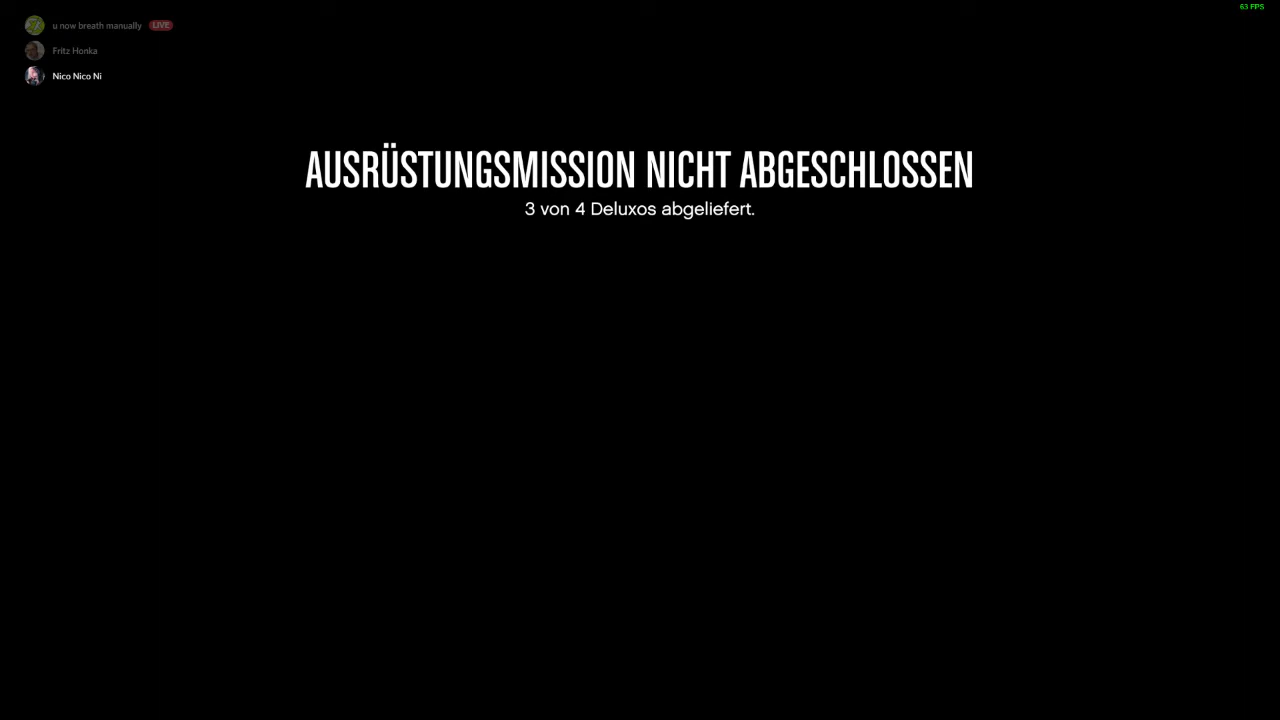 63 FPS
u now breath manually LIVE
Fritz Honka
Nico Nico Ni
AUSRÜSTUNGSMISSION NICHT ABGESCHLOSSEN
3 von 4 Deluxos abgeliefert.